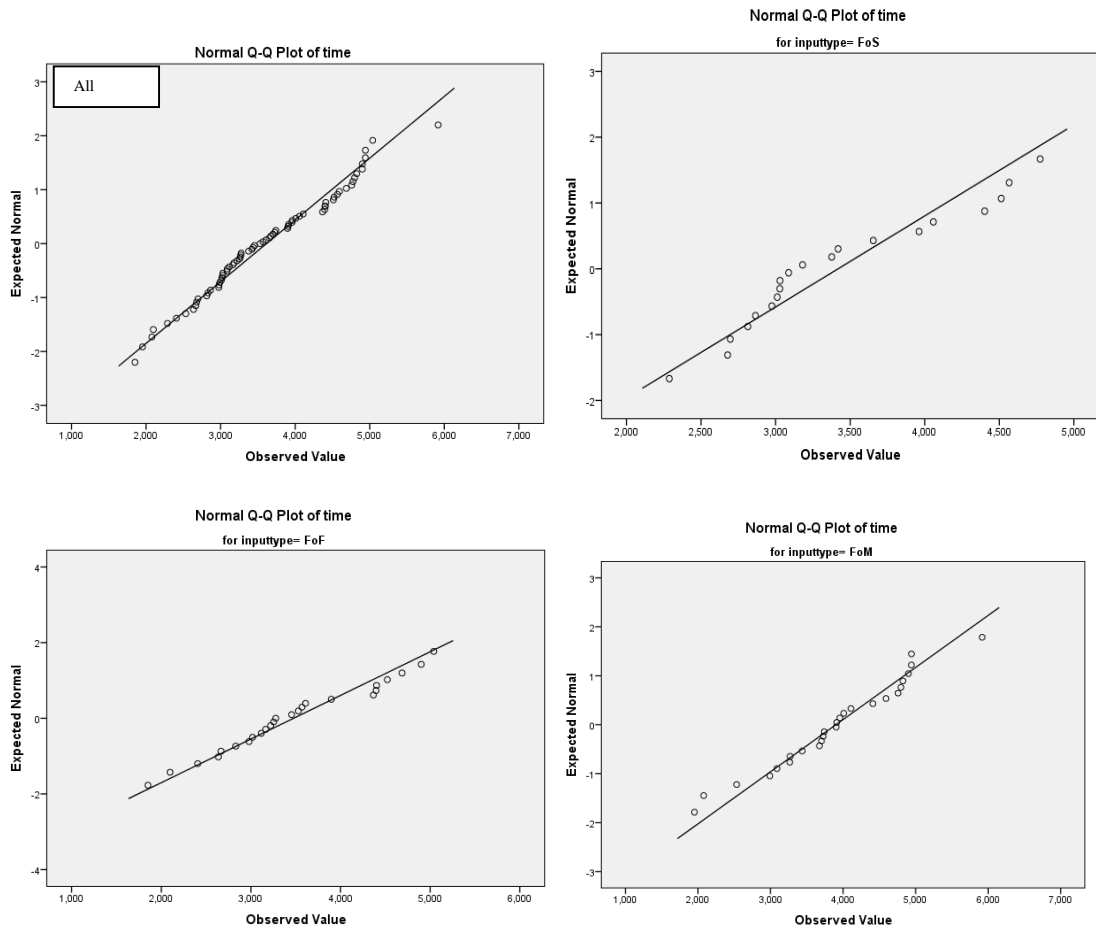 Normal Q-Q Plot of time
All
Expected Normal
3
2
1
0
-1
-2
-3
1,000 2,000 3,000 4,000 5,000 6,000 7,000
Observed Value
Normal Q-Q Plot of time
for inputtype= FoS
Expected Normal
3
2
1
0
-1
-2
2,000 2,500 3,000 3,500 4,000 4,500 5,000
Observed Value
Normal Q-Q Plot of time
for inputtype= FoF
Expected Normal
4
2
0
-2
-4
1,000 2,000 3,000 4,000 5,000 6,000
Observed Value
Normal Q-Q Plot of time
for inputtype= FoM
Expected Normal
3
2
1
0
-1
-2
-3
1,000 2,000 3,000 4,000 5,000 6,000 7,000
Observed Value